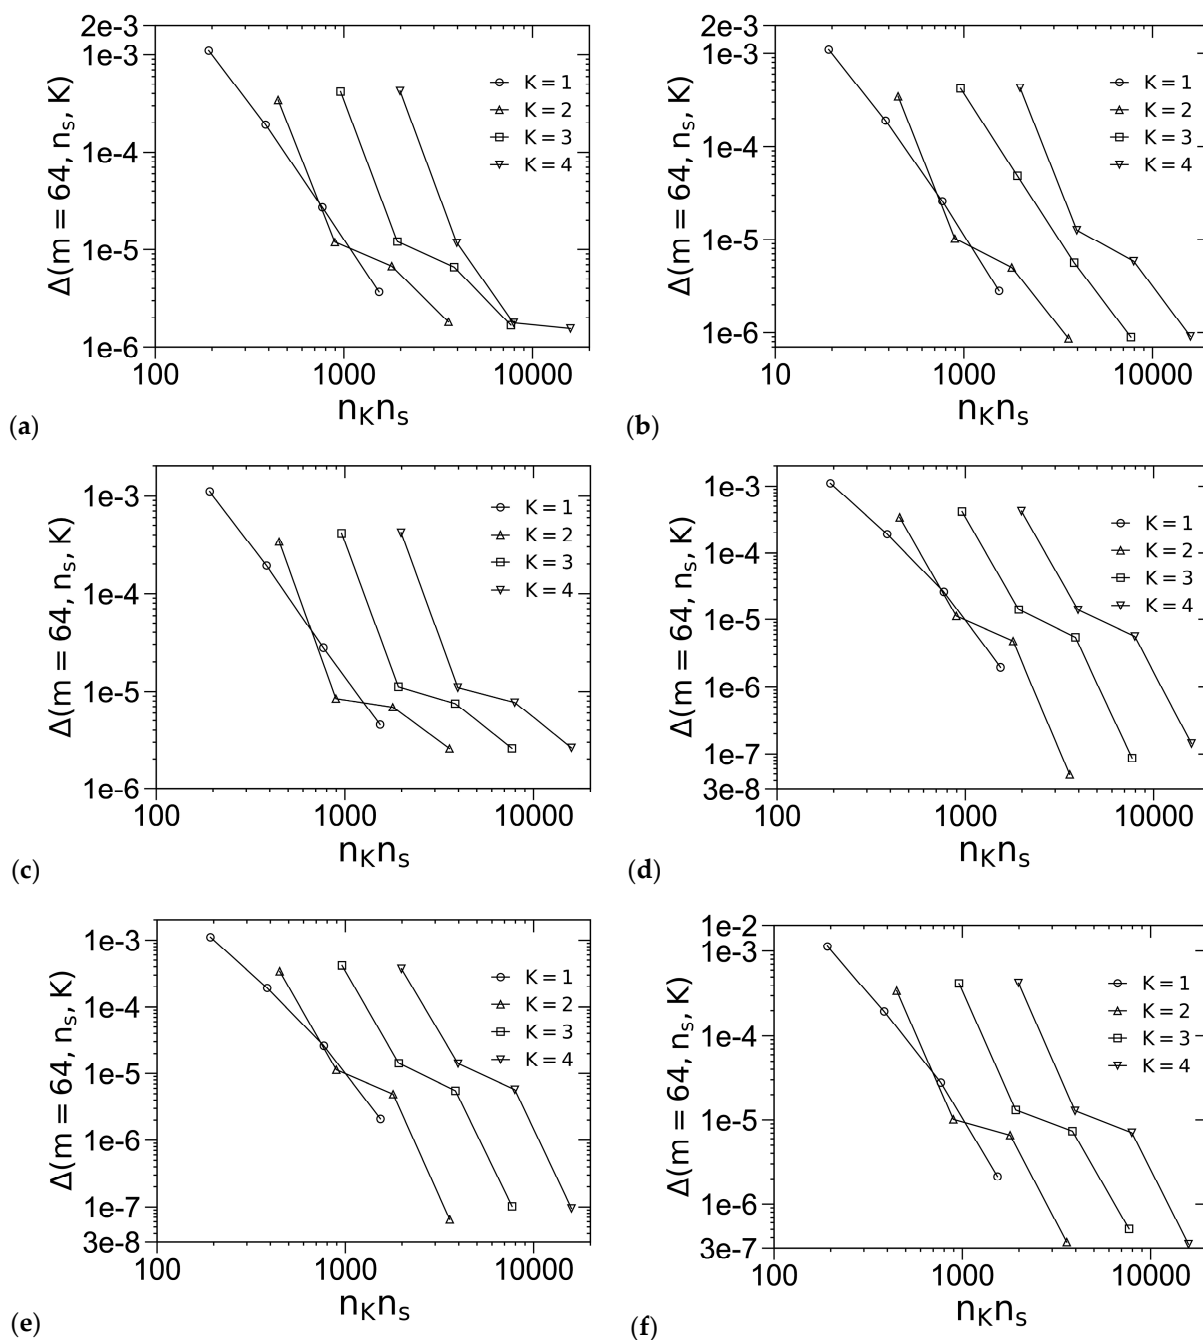 2e-3
1e-3
1e-4
1e-5
1e-6
Δ(m = 64, n_s, K)
K = 1
K = 2
K = 3
K = 4
100
1000
10000
n_K n_s
(a)
2e-3
1e-3
1e-4
1e-5
1e-6
Δ(m = 64, n_s, K)
K = 1
K = 2
K = 3
K = 4
10
1000
10000
n_K n_s
(b)
1e-3
1e-4
1e-5
1e-6
Δ(m = 64, n_s, K)
K = 1
K = 2
K = 3
K = 4
100
1000
10000
n_K n_s
(c)
1e-3
1e-4
1e-5
1e-6
1e-7
3e-8
Δ(m = 64, n_s, K)
K = 1
K = 2
K = 3
K = 4
100
1000
10000
n_K n_s
(d)
1e-3
1e-4
1e-5
1e-6
1e-7
3e-8
Δ(m = 64, n_s, K)
K = 1
K = 2
K = 3
K = 4
100
1000
10000
n_K n_s
(e)
1e-2
1e-3
1e-4
1e-5
1e-6
3e-7
Δ(m = 64, n_s, K)
K = 1
K = 2
K = 3
K = 4
100
1000
10000
n_K n_s
(f)